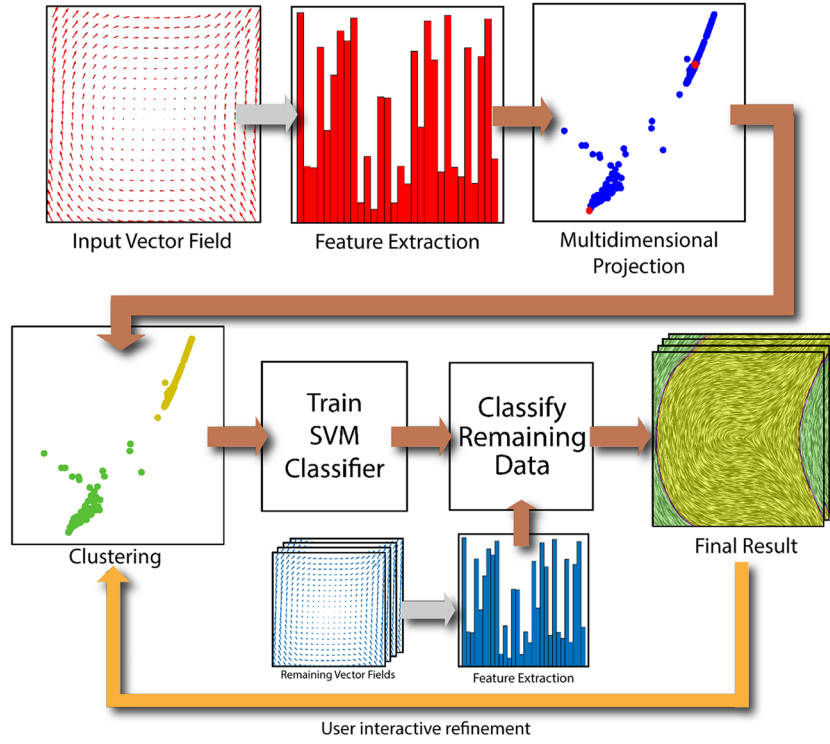 Input Vector Field
Feature Extraction
Multidimensional
Projection
Train
SVM
Classifier
Classify
Remaining
Data
Clustering
Final Result
Remaining Vector Fields
Feature Extraction
User interactive refinement